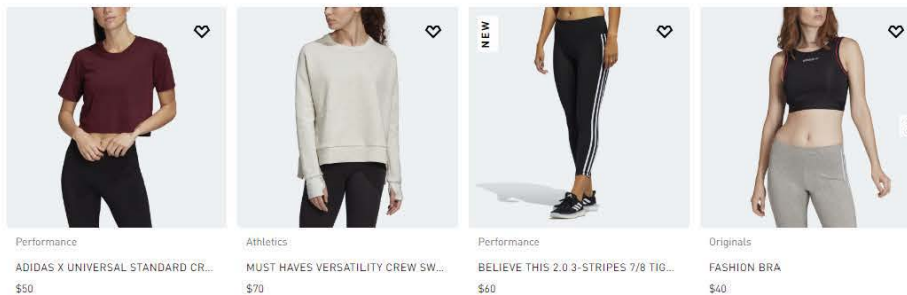 NEW
Performance
ADIDAS X UNIVERSAL STANDARD CR...
$50
Athletics
MUST HAVES VERSATILITY CREW SW...
$70
Performance
BELIEVE THIS 2.0 3-STRIPES 7/8 TIG...
$60
Originals
FASHION BRA
$40